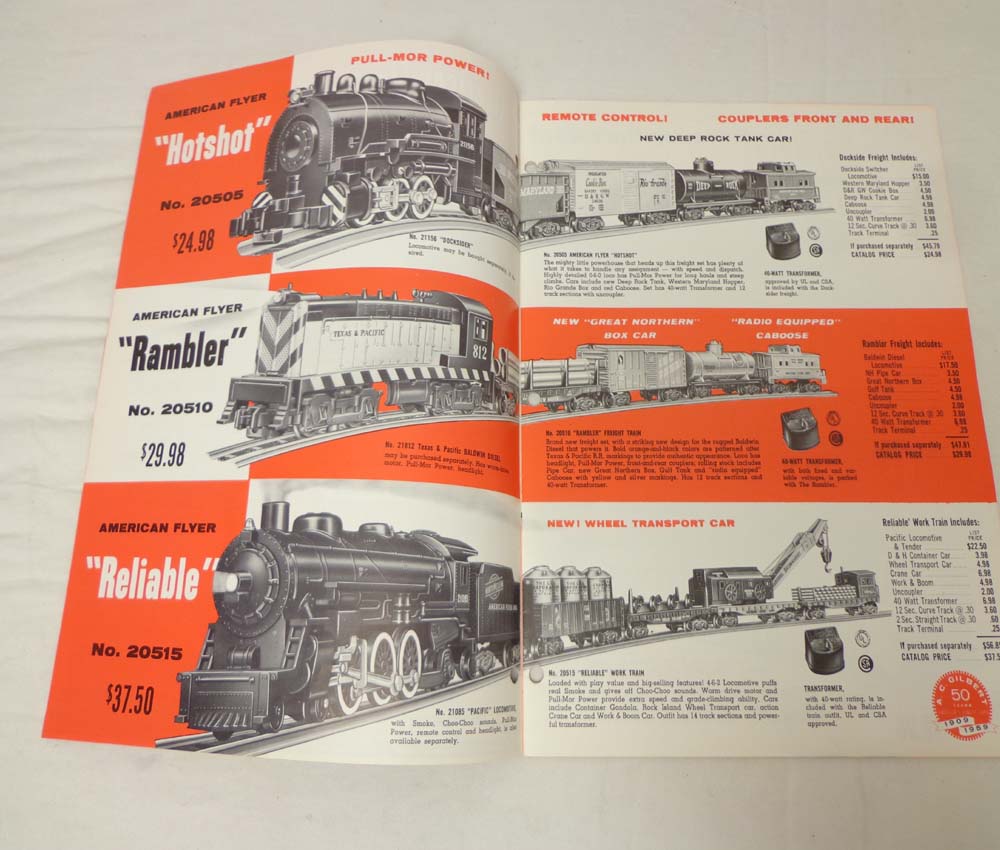 PULL-MOR POWER!
AMERICAN FLYER
"Hotshot"
No. 20505
$24.98
21156
No. 21156 "DOCKSIDER"
Locomotive may be bought separately if de-
sired.
AMERICAN FLYER
"Rambler"
No. 20510
$29.98
TEXAS & PACIFIC
812
No. 21812 Texas & Pacific BALDWIN DIESEL
may be purchased separately. Has worm-drive
motor, Pull-Mor Power, headlight.
AMERICAN FLYER
"Reliable"
No. 20515
$37.50
21085
No. 21085 "PACIFIC" LOCOMOTIVE,
with Smoke, Choo-Choo sounds, Pull-Mor
Power, remote control and headlight, is also
available separately.
REMOTE CONTROL! COUPLERS FRONT AND REAR!
NEW DEEP ROCK TANK CAR!
MARYLAND
Cookie Box
Rio Grande
DEEP ROCK
No. 20505 AMERICAN FLYER "HOTSHOT"
The mighty little powerhouse that heads up this freight set has plenty of
what it takes to handle any assignment — with speed and dispatch.
Highly detailed 0-6-0 loco has Pull-Mor Power for long hauls and steep
climbs. Cars include new Deep Rock Tank, Western Maryland Hopper,
Rio Grande Box and red Caboose. Set has 40-watt Transformer and 12
track sections with uncoupler.
40-WATT TRANSFORMER,
approved by UL and CSA,
is included with the Dock-
sider freight.
Dockside Freight Includes:
LIST
PRICE
Dockside Switcher
Locomotive $15.00
Western Maryland Hopper 3.50
D&R GW Cookie Box 4.50
Deep Rock Tank Car 4.98
Caboose 4.98
Uncoupler 2.00
40 Watt Transformer 6.98
12 Sec. Curve Track @ .30 3.60
Track Terminal .25
If purchased separately $45.79
CATALOG PRICE $24.98
NEW "GREAT NORTHERN"
BOX CAR
"RADIO EQUIPPED"
CABOOSE
No. 20510 "RAMBLER" FREIGHT TRAIN
Brand new freight set, with a striking new design for the rugged Baldwin
Diesel that powers it. Bold orange-and-black colors are patterned after
Texas & Pacific R.R. markings to provide authentic appearance. Loco has
headlight, Pull-Mor Power, front-and-rear couplers; rolling stock includes
Pipe Car, new Great Northern Box, Gulf Tank and "radio equipped"
Caboose with yellow and silver markings. Has 12 track sections and
40-watt Transformer.
40-WATT TRANSFORMER,
with both fixed and var-
iable voltages, is packed
with The Rambler.
Rambler Freight Includes:
LIST
PRICE
Baldwin Diesel
Locomotive $17.98
NH Pipe Car 3.50
Great Northern Box 4.50
Gulf Tank 4.50
Caboose 4.98
Uncoupler 2.00
12 Sec. Curve Track @ .30 3.60
40 Watt Transformer 6.98
Track Terminal .25
If purchased separately
CATALOG PRICE $29.98
NEW! WHEEL TRANSPORT CAR
No. 20515 "RELIABLE" WORK TRAIN
Loaded with play value and big-selling features! 4-6-2 Locomotive puffs
real Smoke and gives off Choo-Choo sounds. Worm drive motor and
Pull-Mor Power provide extra speed and grade-climbing ability. Cars
include Container Gondola, Rock Island Wheel Transport car, action
Crane Car and Work & Boom Car. Outfit has 14 track sections and power-
ful transformer.
TRANSFORMER,
with 40-watt rating, is in-
cluded with the Reliable
train outfit. UL and CSA
approved.
Reliable' Work Train Includes:
LIST
PRICE
Pacific Locomotive
& Tender $22.50
D & H Container Car 3.98
Wheel Transport Car 4.98
Crane Car 6.98
Work & Boom 4.98
Uncoupler 2.00
40 Watt Transformer 6.98
12 Sec. Curve Track @ .30 3.60
2 Sec. Straight Track @ .30 .60
Track Terminal .25
If purchased separately
CATALOG PRICE
A. C. GILBERT
50
YEARS
1909 1959